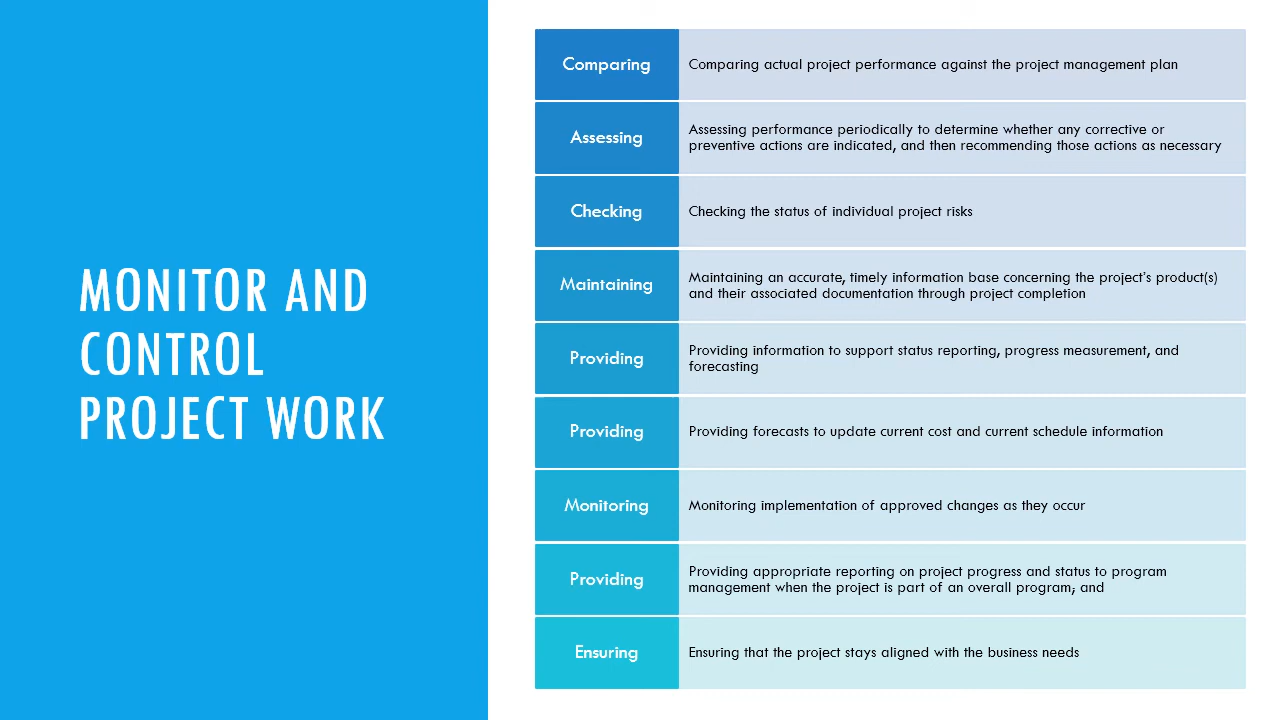 MONITOR AND
CONTROL
PROJECT WORK
Comparing
Comparing actual project performance against the project management plan
Assessing
Assessing performance periodically to determine whether any corrective or
preventive actions are indicated, and then recommending those actions as necessary
Checking
Checking the status of individual project risks
Maintaining
Maintaining an accurate, timely information base concerning the project's product(s)
and their associated documentation through project completion
Providing
Providing information to support status reporting, progress measurement, and
forecasting
Providing
Providing forecasts to update current cost and current schedule information
Monitoring
Monitoring implementation of approved changes as they occur
Providing
Providing appropriate reporting on project progress and status to program
management when the project is part of an overall program; and
Ensuring
Ensuring that the project stays aligned with the business needs